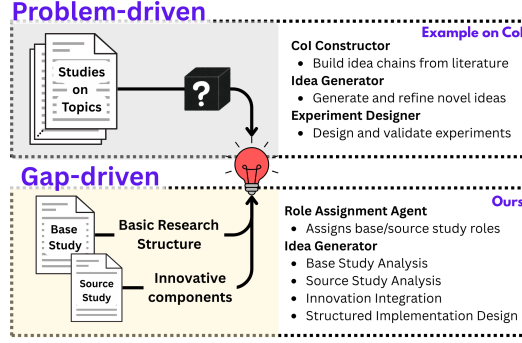 Problem-driven
Example on CoI
Studies
on
Topics
?
CoI Constructor
• Build idea chains from literature
Idea Generator
• Generate and refine novel ideas
Experiment Designer
• Design and validate experiments
Gap-driven
Ours
Base
Study
Basic Research
Structure
Source
Study
Innovative
components
Role Assignment Agent
• Assigns base/source study roles
Idea Generator
• Base Study Analysis
• Source Study Analysis
• Innovation Integration
• Structured Implementation Design